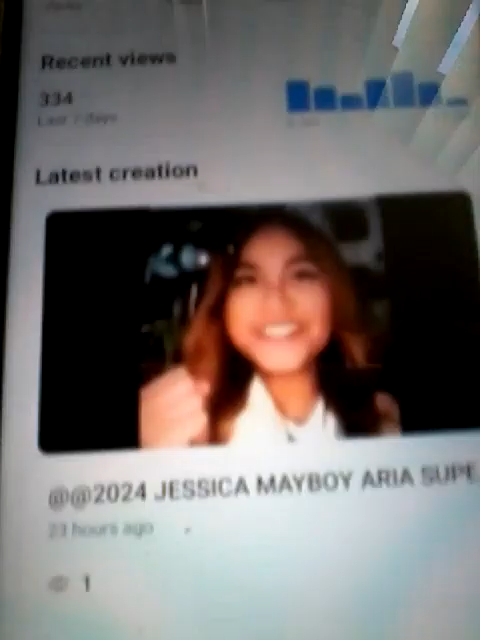 Recent views
334
Last 7 days
Latest creation
@@2024 JESSICA MAYBOY ARIA SUPE
23 hours ago
1